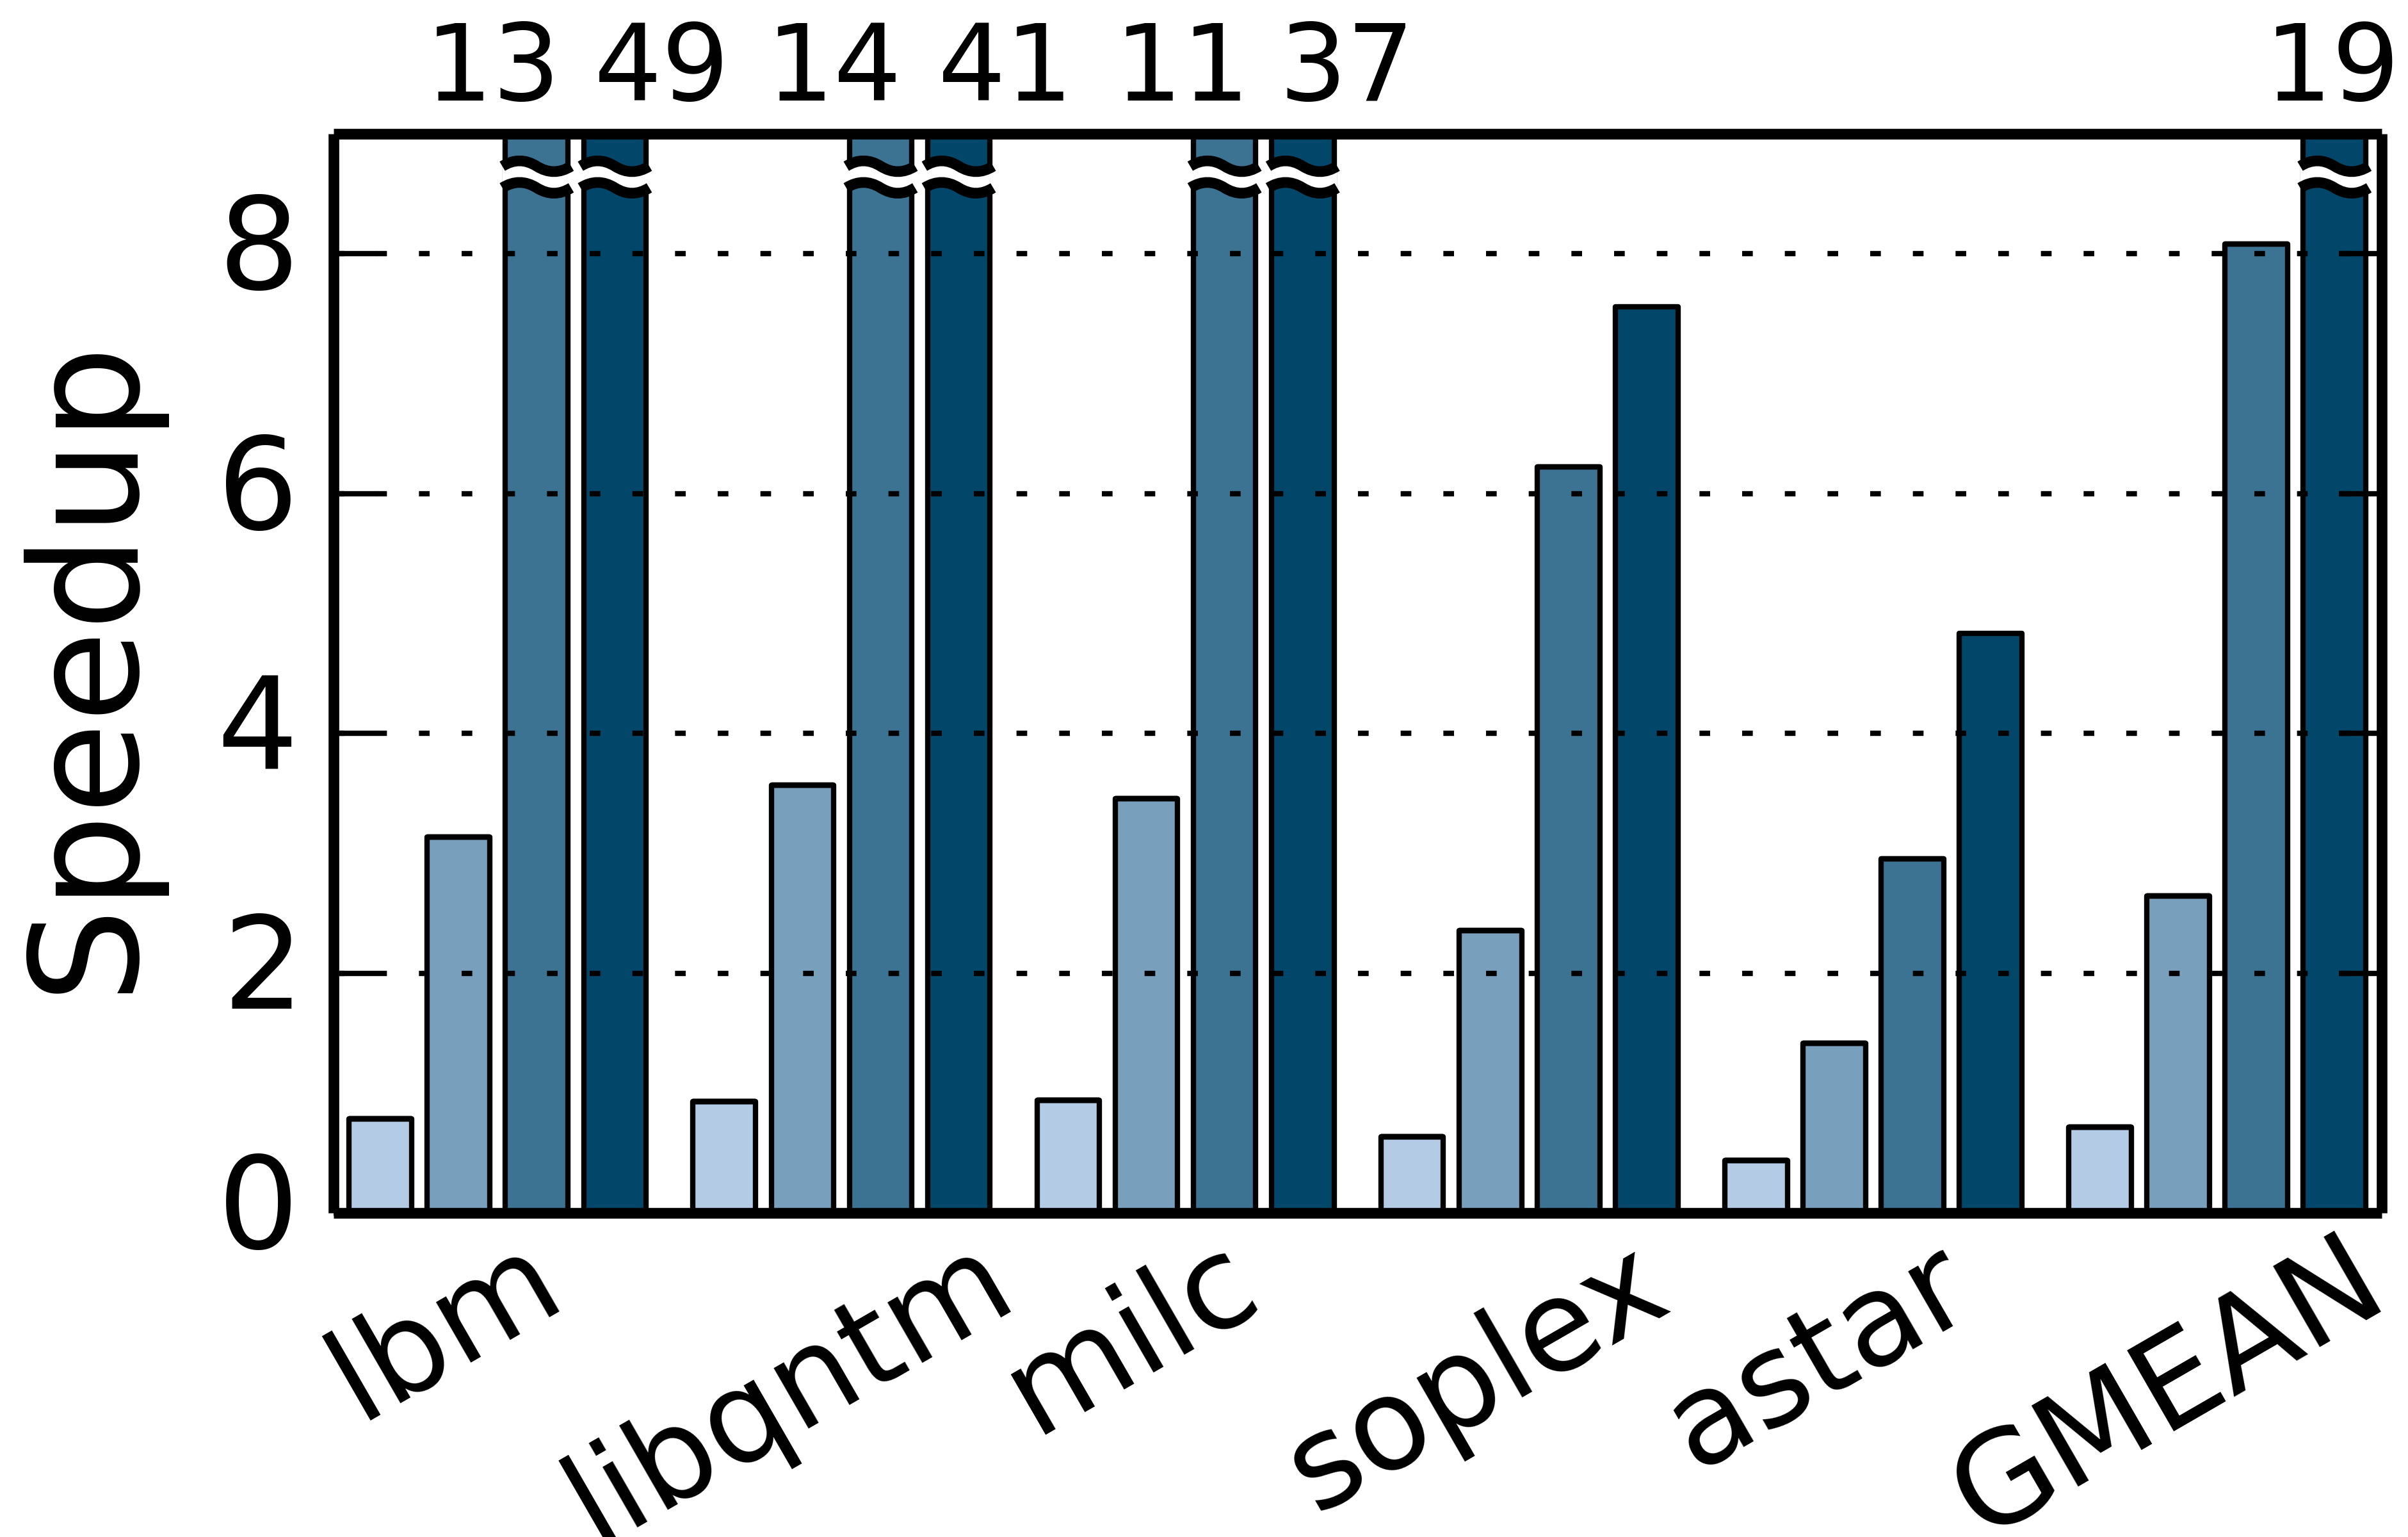 13 49 14 41 11 37 19
Speedup
8
6
4
2
0
lbm
libqntm
milc
soplex
astar
GMEAN